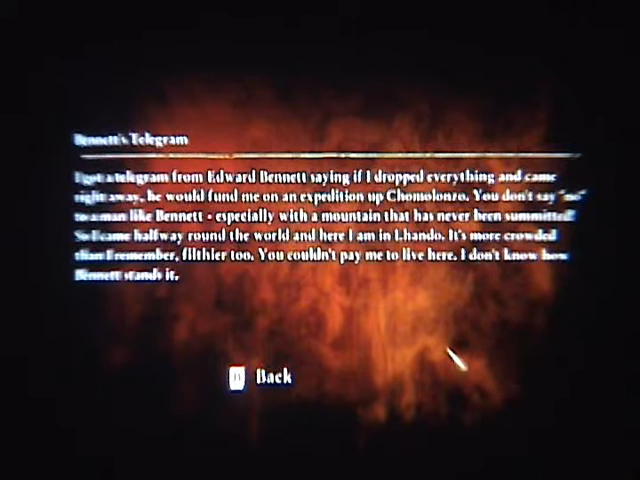 Bennett's Telegram
I got a telegram from Edward Bennett saying if I dropped everything and came
right away, he would fund me on an expedition up Chomolonzo. You don't say "no"
to a man like Bennett - especially with a mountain that has never been summitted!
So I came halfway round the world and here I am in Lhando. It's more crowded
than I remember, filthier too. You couldn't pay me to live here. I don't know how
Bennett stands it.
Back